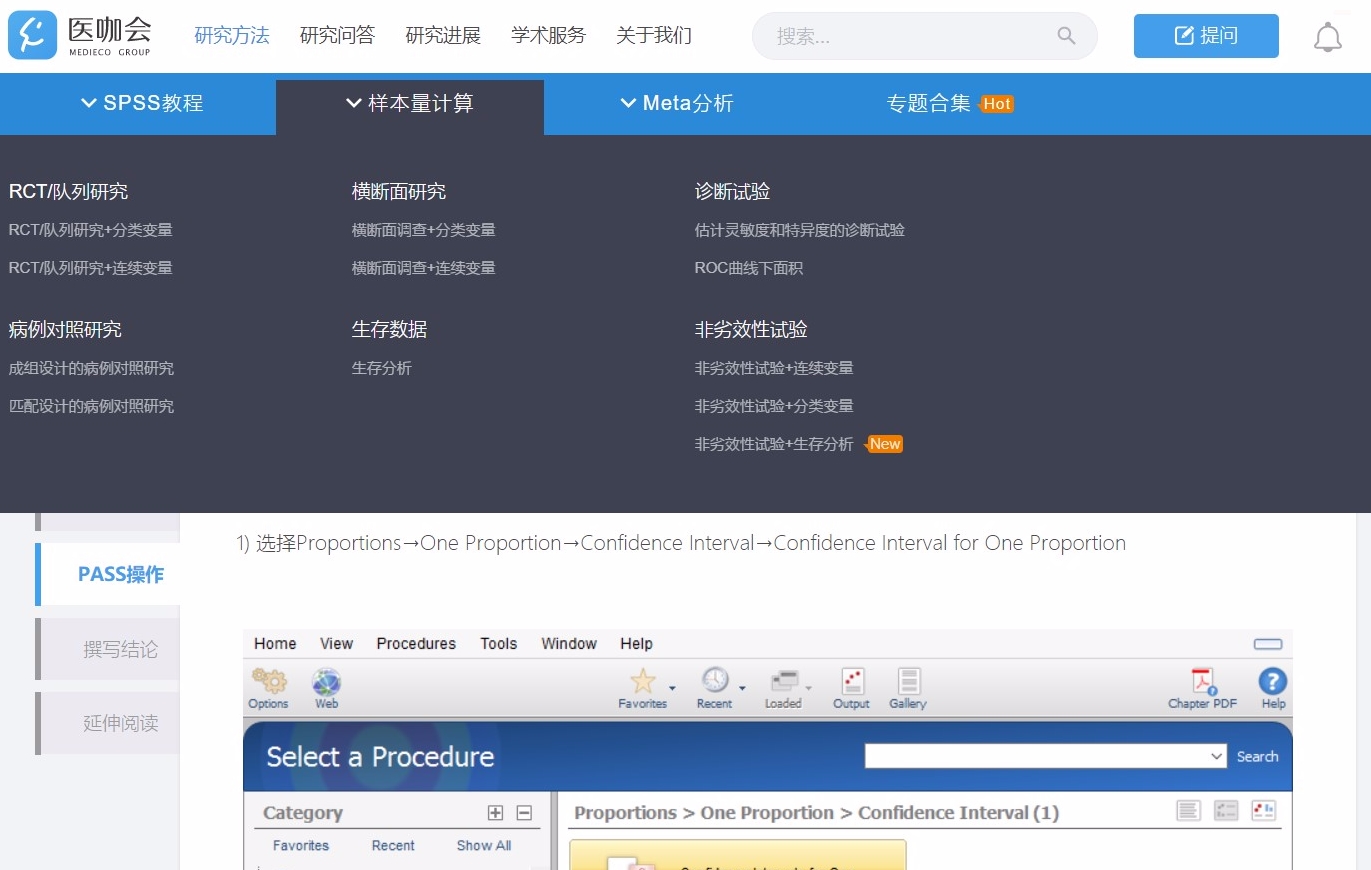 医咖会
MEDIECO GROUP
研究方法 研究问答 研究进展 学术服务 关于我们
搜索...
提问
SPSS教程 样本量计算 Meta分析 专题合集 Hot
RCT/队列研究 横断面研究 诊断试验
RCT/队列研究+分类变量 横断面调查+分类变量 估计灵敏度和特异度的诊断试验
RCT/队列研究+连续变量 横断面调查+连续变量 ROC曲线下面积
病例对照研究 生存数据 非劣效性试验
成组设计的病例对照研究 生存分析 非劣效性试验+连续变量
匹配设计的病例对照研究 非劣效性试验+分类变量
非劣效性试验+生存分析 New
1) 选择Proportions→One Proportion→Confidence Interval→Confidence Interval for One Proportion
PASS操作
撰写结论
延伸阅读
Home View Procedures Tools Window Help
Options Web Favorites Recent Loaded Output Gallery Chapter PDF Help
Select a Procedure Search
Category Proportions > One Proportion > Confidence Interval (1)
Favorites Recent Show All